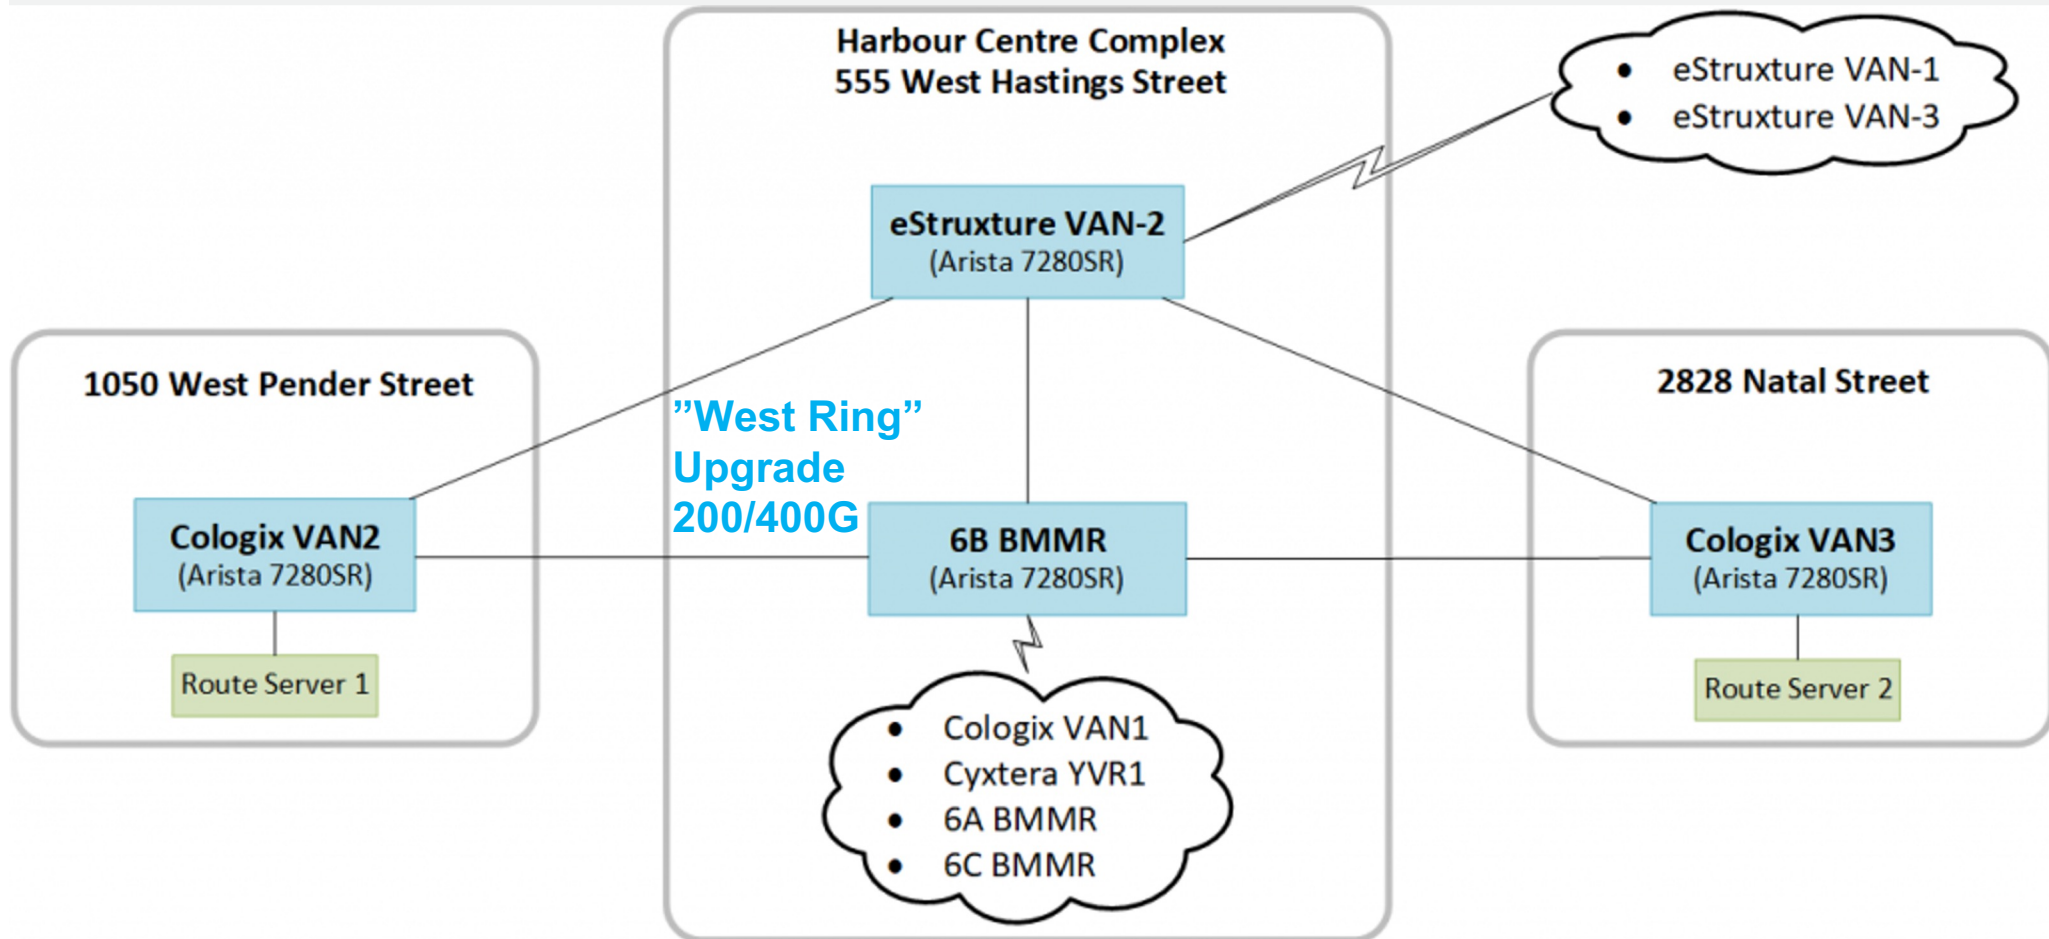 Harbour Centre Complex
555 West Hastings Street
• eStruxture VAN-1
• eStruxture VAN-3
eStruxture VAN-2
(Arista 7280SR)
1050 West Pender Street
”West Ring”
Upgrade
200/400G
2828 Natal Street
Cologix VAN2
(Arista 7280SR)
6B BMMR
(Arista 7280SR)
Cologix VAN3
(Arista 7280SR)
Route Server 1
Route Server 2
• Cologix VAN1
• Cyxtera YVR1
• 6A BMMR
• 6C BMMR